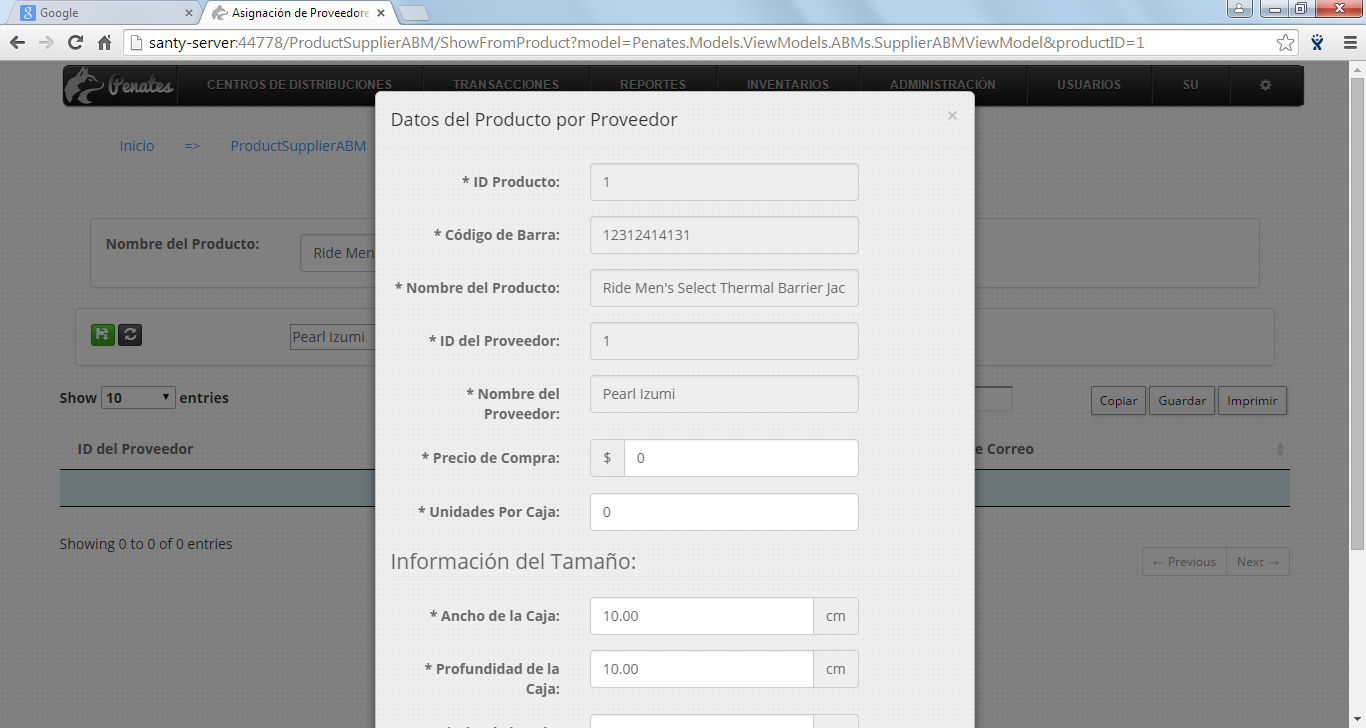 Google
Asignación de Proveedore
santy-server:44778/ProductSupplierABM/ShowFromProduct?model=Penates.Models.ViewModels.ABMs.SupplierABMViewModel&productID=1
Penates CENTROS DE DISTRIBUCIONES TRANSACCIONES REPORTES INVENTARIOS ADMINISTRACIÓN USUARIOS SU
Datos del Producto por Proveedor ×
Inicio => ProductSupplierABM
* ID Producto: 1
* Código de Barra: 12312414131
Nombre del Producto: Ride Men
* Nombre del Producto: Ride Men's Select Thermal Barrier Jac
Pearl Izumi
* ID del Proveedor: 1
* Nombre del
Proveedor: Pearl Izumi
Show 10 entries
Copiar Guardar Imprimir
ID del Proveedor
e Correo
* Precio de Compra: $ 0
* Unidades Por Caja: 0
Showing 0 to 0 of 0 entries
← Previous Next →
Información del Tamaño:
* Ancho de la Caja: 10.00 cm
* Profundidad de la
Caja: 10.00 cm